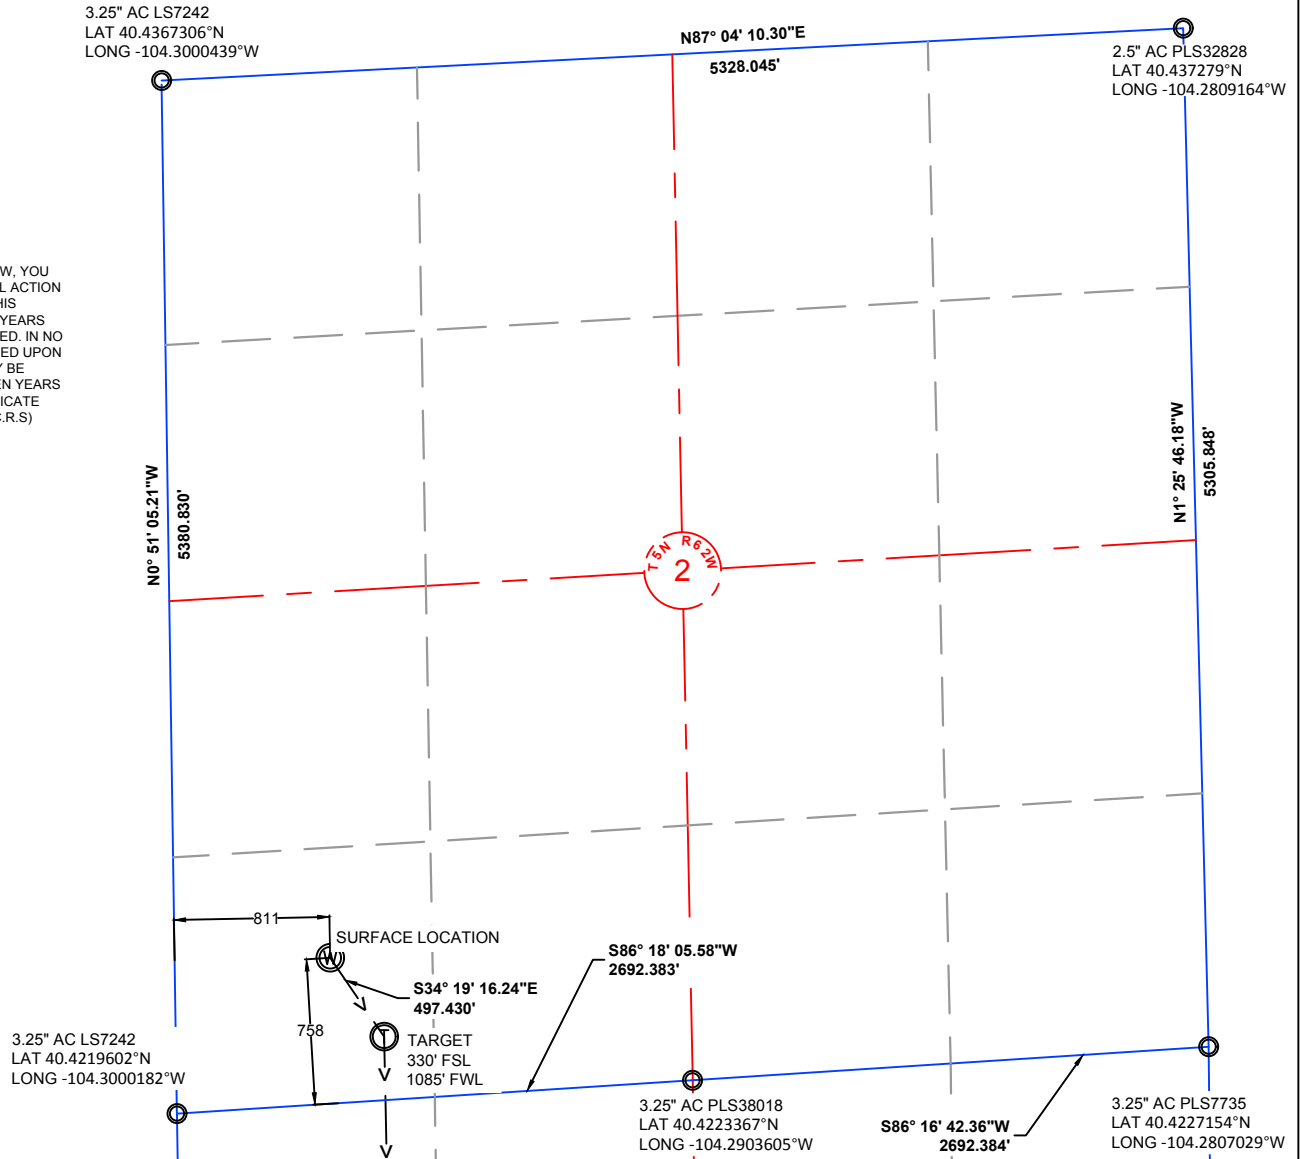 3.25" AC LS7242
LAT 40.4367306°N
LONG -104.3000439°W
N87° 04' 10.30"E
5328.045'
2.5" AC PLS32828
LAT 40.437279°N
LONG -104.2809164°W
W, YOU
L ACTION
HIS
YEARS
ED. IN NO
ED UPON
Y BE
EN YEARS
ICATE
C.R.S)
N0° 51' 05.21"W
5380.830'
N1° 25' 46.18"W
5305.848'
T5N R62W
2
811
SURFACE LOCATION
W
S34° 19' 16.24"E
497.430'
758
T
TARGET
330' FSL
1085' FWL
S86° 18' 05.58"W
2692.383'
3.25" AC LS7242
LAT 40.4219602°N
LONG -104.3000182°W
3.25" AC PLS38018
LAT 40.4223367°N
LONG -104.2903605°W
S86° 16' 42.36"W
2692.384'
3.25" AC PLS7735
LAT 40.4227154°N
LONG -104.2807029°W